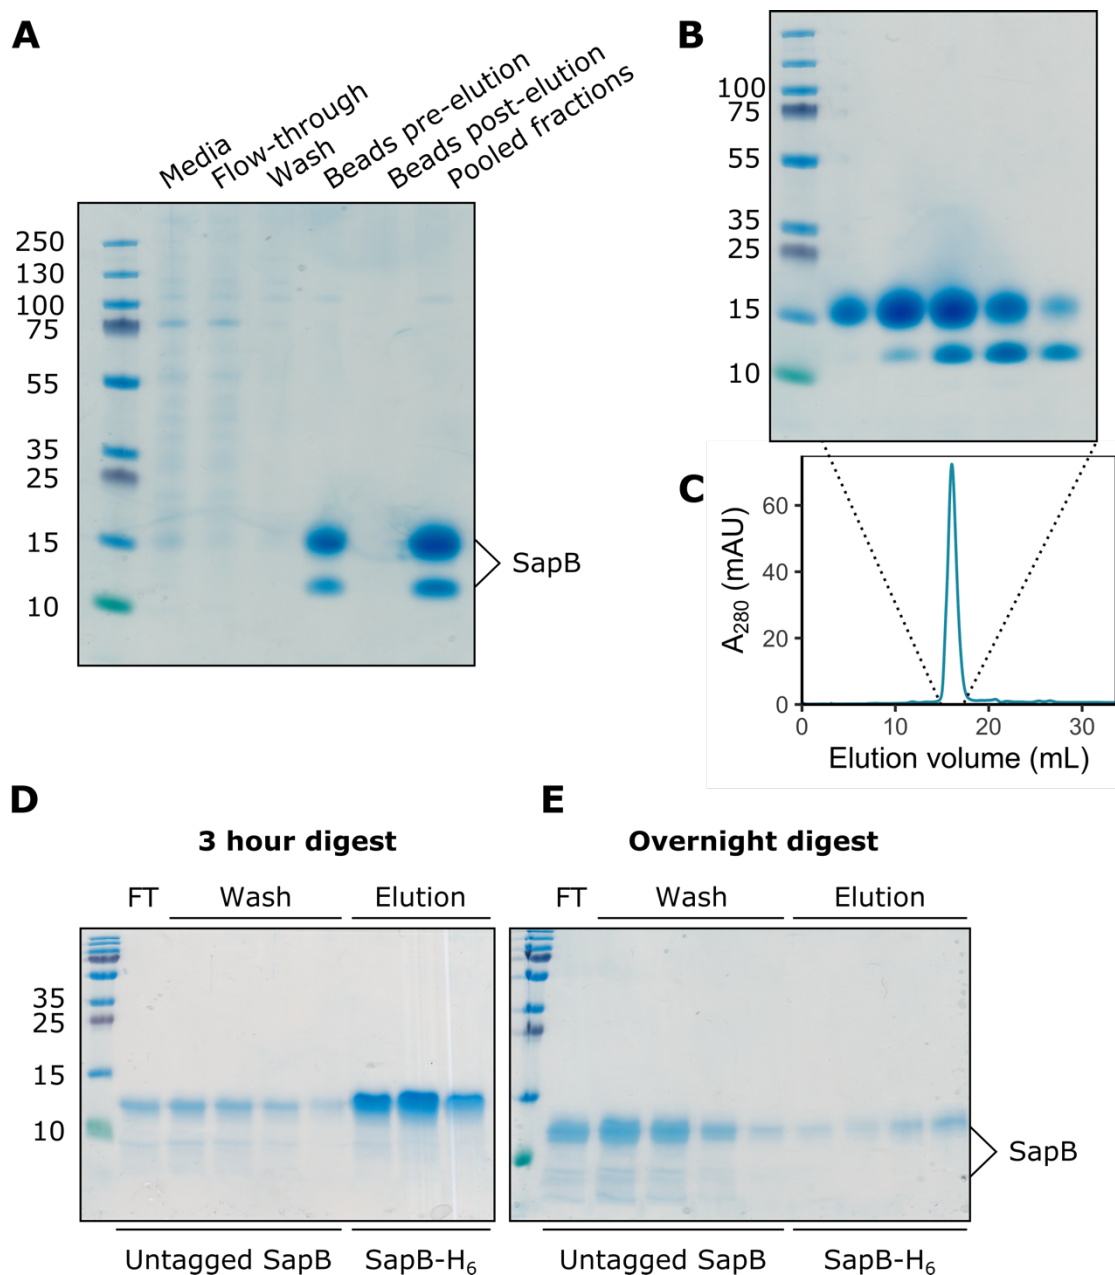 A
Media
Flow-through
Wash
Beads pre-elution
Beads post-elution
Pooled fractions
250
130
100
75
55
35
25
15
10
SapB
B
100
75
55
35
25
15
10
C
A280 (mAU)
60
40
20
0
0 10 20 30
Elution volume (mL)
D
3 hour digest
FT Wash Elution
35
25
15
10
Untagged SapB SapB-H6
E
Overnight digest
FT Wash Elution
SapB
Untagged SapB SapB-H6